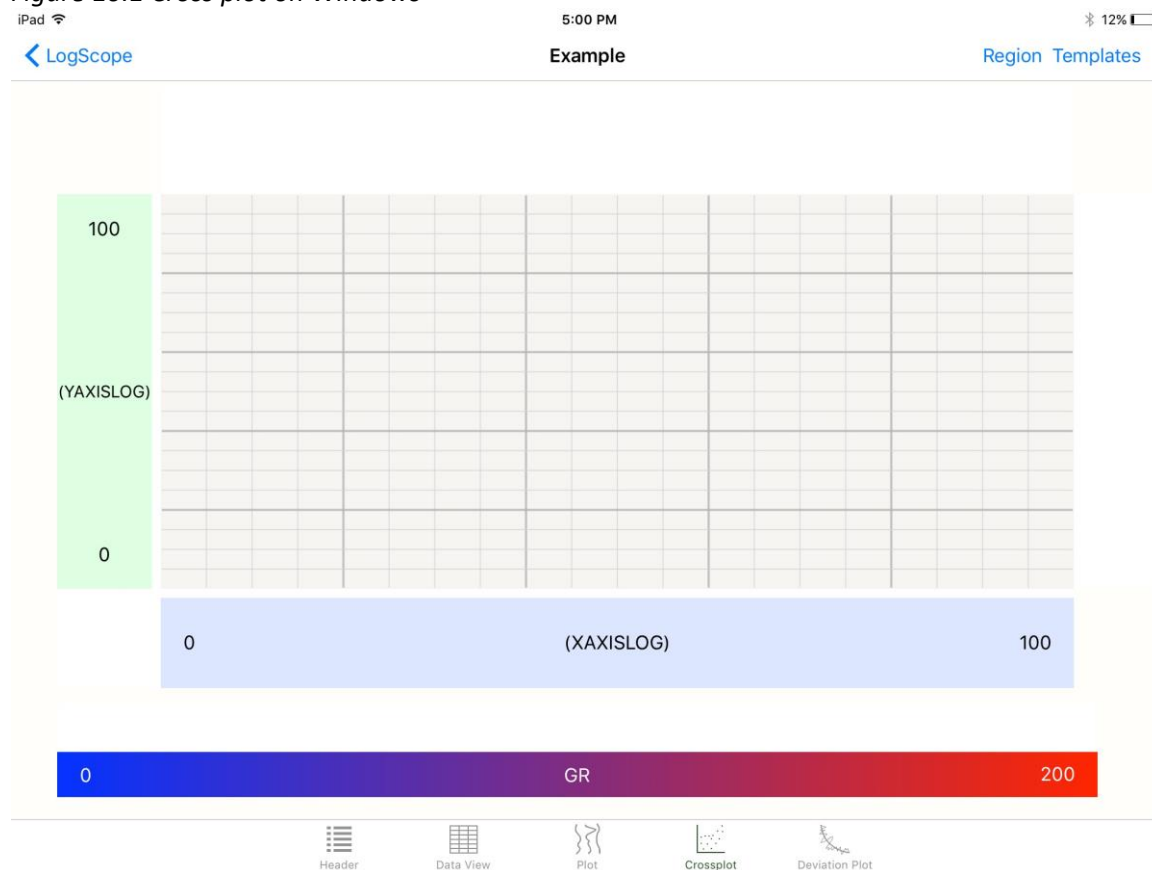 Figure 10.1 Cross plot on Windows
iPad 5:00 PM 12%
LogScope Example Region Templates
100
(YAXISLOG)
0
0 (XAXISLOG) 100
0 GR 200
Header Data View Plot Crossplot Deviation Plot